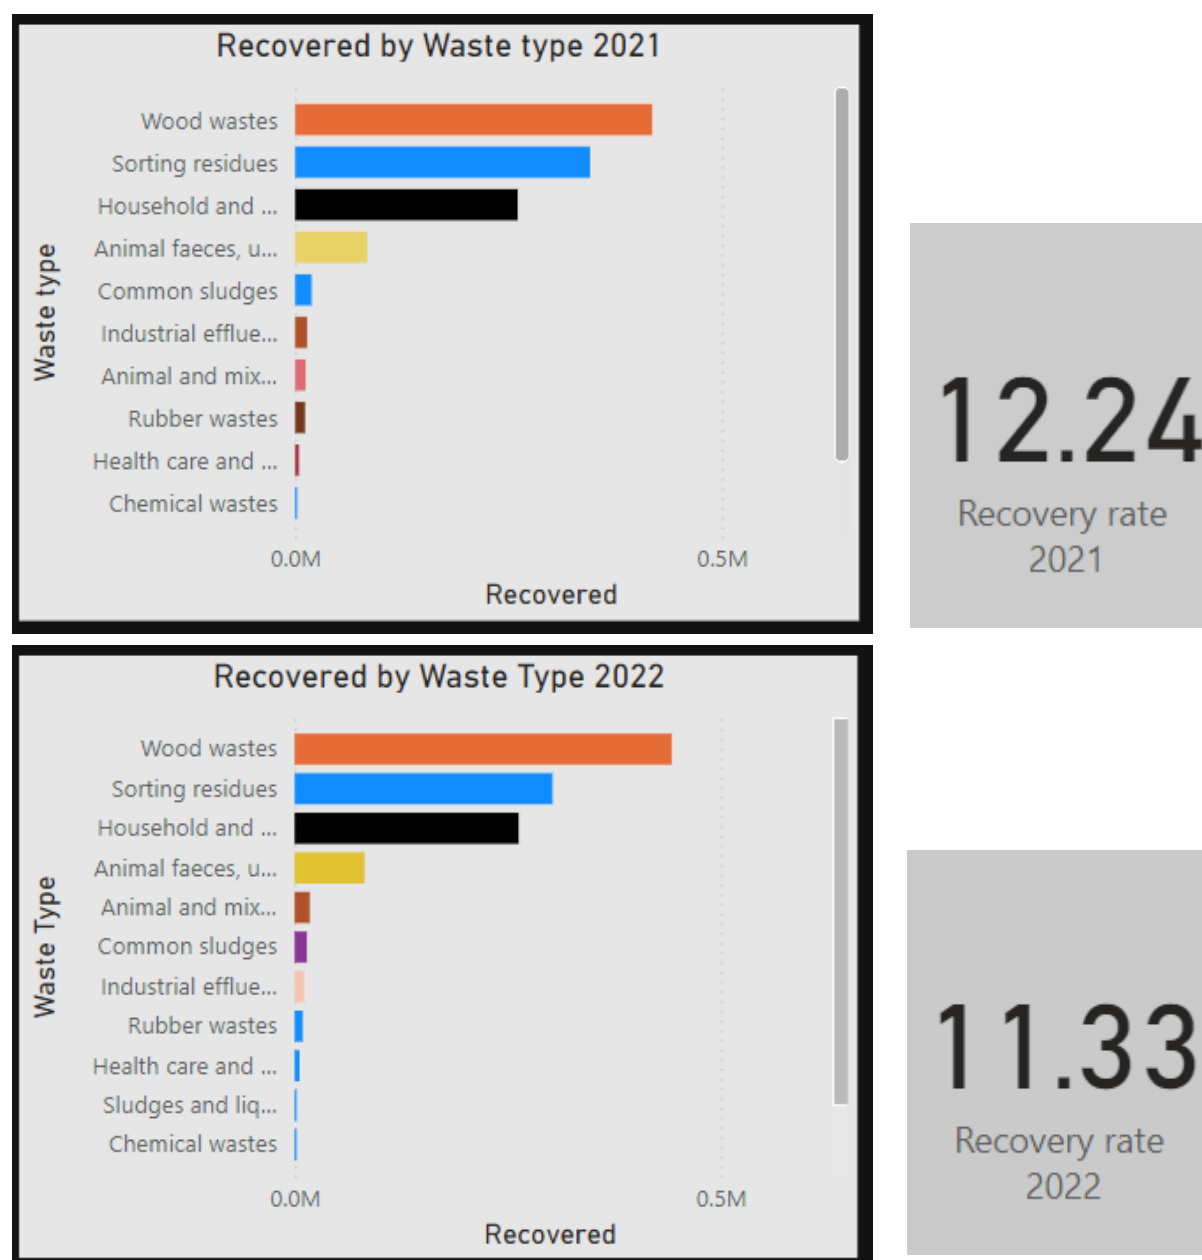 Recovered by Waste type 2021
Waste type
Wood wastes
Sorting residues
Household and ...
Animal faeces, u...
Common sludges
Industrial efflue...
Animal and mix...
Rubber wastes
Health care and ...
Chemical wastes
0.0M 0.5M
Recovered
12.24
Recovery rate
2021
Recovered by Waste Type 2022
Waste Type
Wood wastes
Sorting residues
Household and ...
Animal faeces, u...
Animal and mix...
Common sludges
Industrial efflue...
Rubber wastes
Health care and ...
Sludges and liq...
Chemical wastes
0.0M 0.5M
Recovered
11.33
Recovery rate
2022